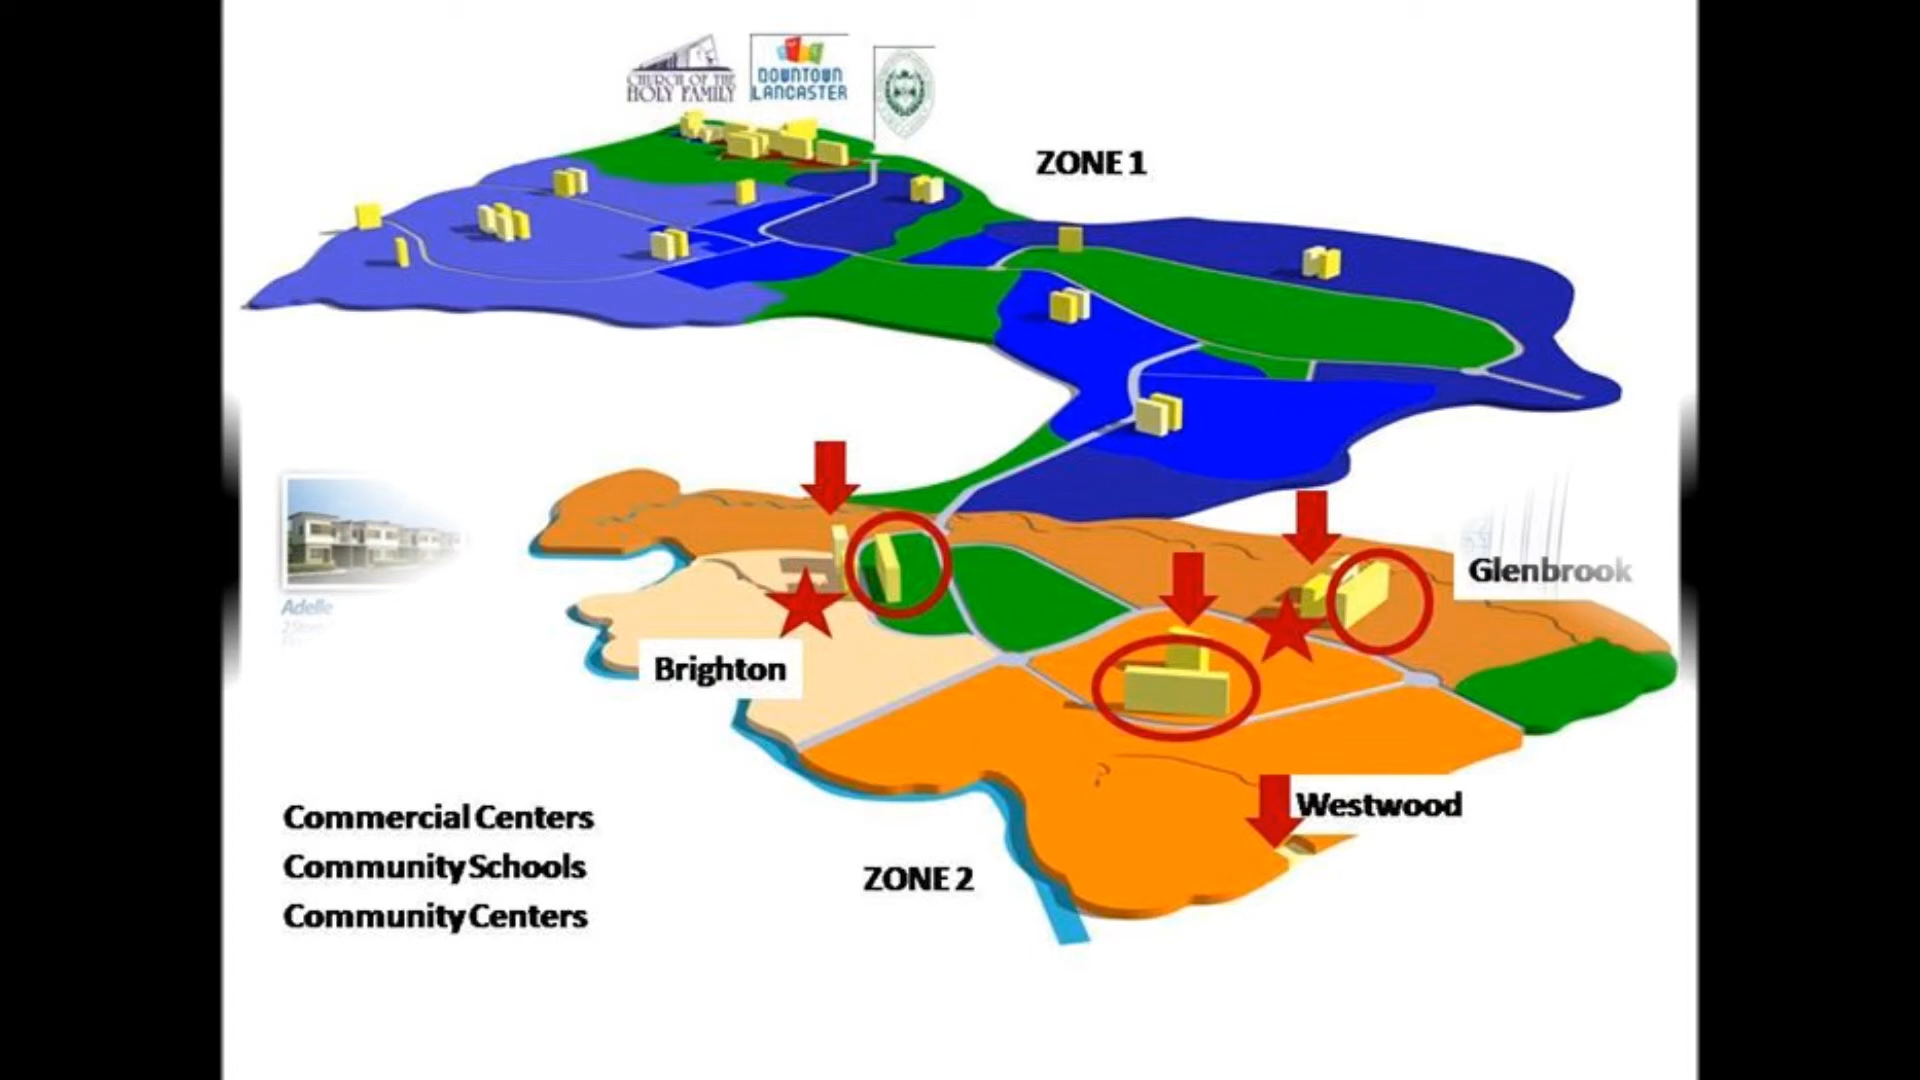 CHURCH OF THE
HOLY FAMILY
DOWNTOWN
LANCASTER
ZONE 1
Glenbrook
Adelle
Brighton
Westwood
Commercial Centers
Community Schools
Community Centers
ZONE 2